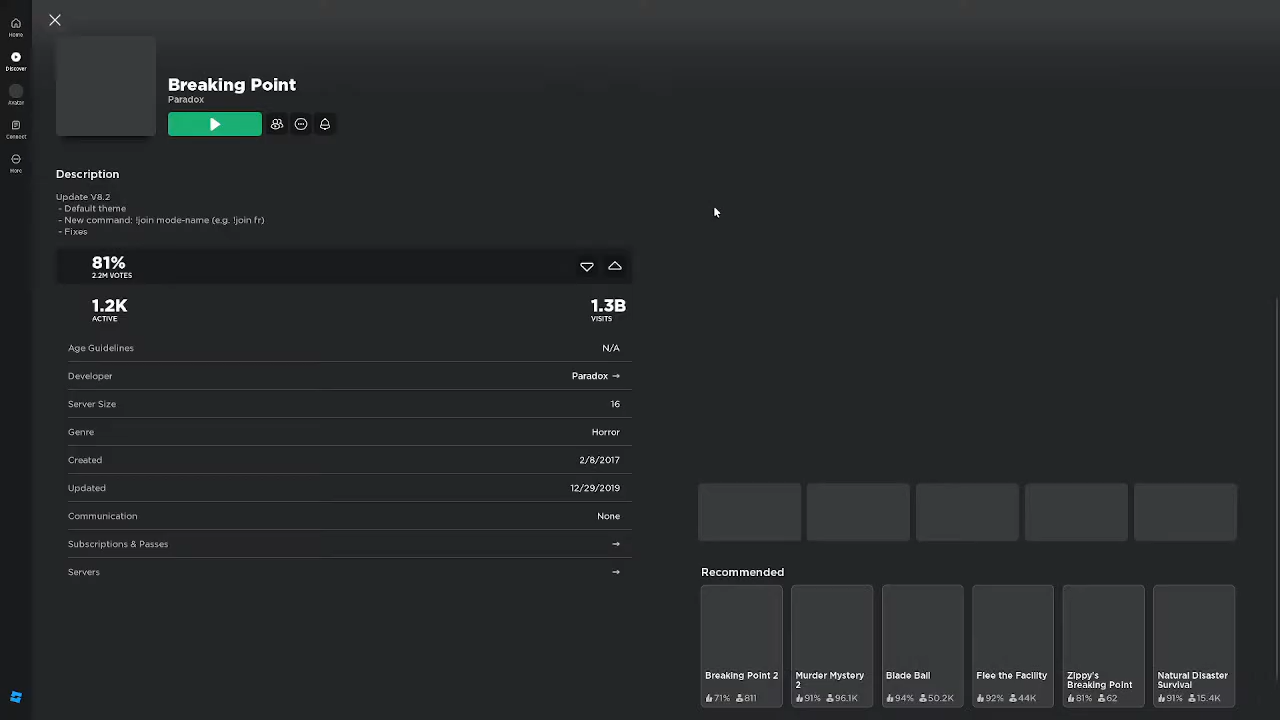 Home
Discover
Avatar
Connect
More
Breaking Point
Paradox
Description
Update V8.2
- Default theme
- New command: !join mode-name (e.g. !join fr)
- Fixes
81%
2.2M VOTES
1.2K
ACTIVE
1.3B
VISITS
Age Guidelines N/A
Developer Paradox →
Server Size 16
Genre Horror
Created 2/8/2017
Updated 12/29/2019
Communication None
Subscriptions & Passes →
Servers →
Recommended
Breaking Point 2
71% 811
Murder Mystery
2
91% 96.1K
Blade Ball
94% 50.2K
Flee the Facility
92% 44K
Zippy's
Breaking Point
81% 62
Natural Disaster
Survival
91% 15.4K